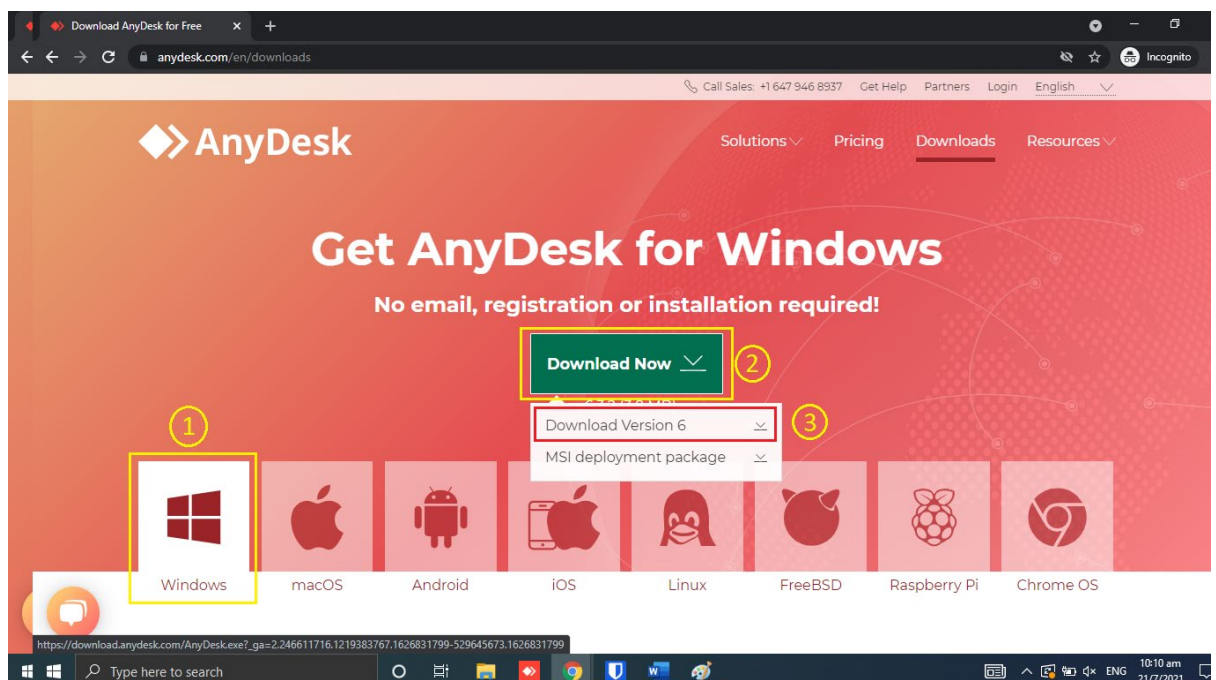 Download AnyDesk for Free
anydesk.com/en/downloads
Incognito
Call Sales: +1 647 946 8937 Get Help Partners Login English
AnyDesk
Solutions Pricing Downloads Resources
Get AnyDesk for Windows
No email, registration or installation required!
Download Now
2
Download Version 6
3
MSI deployment package
1
Windows macOS Android iOS Linux FreeBSD Raspberry Pi Chrome OS
https://download.anydesk.com/AnyDesk.exe?_ga=2.246611716.1219383767.1626831799-529645673.1626831799
Type here to search
ENG
10:10 am
21/7/2021